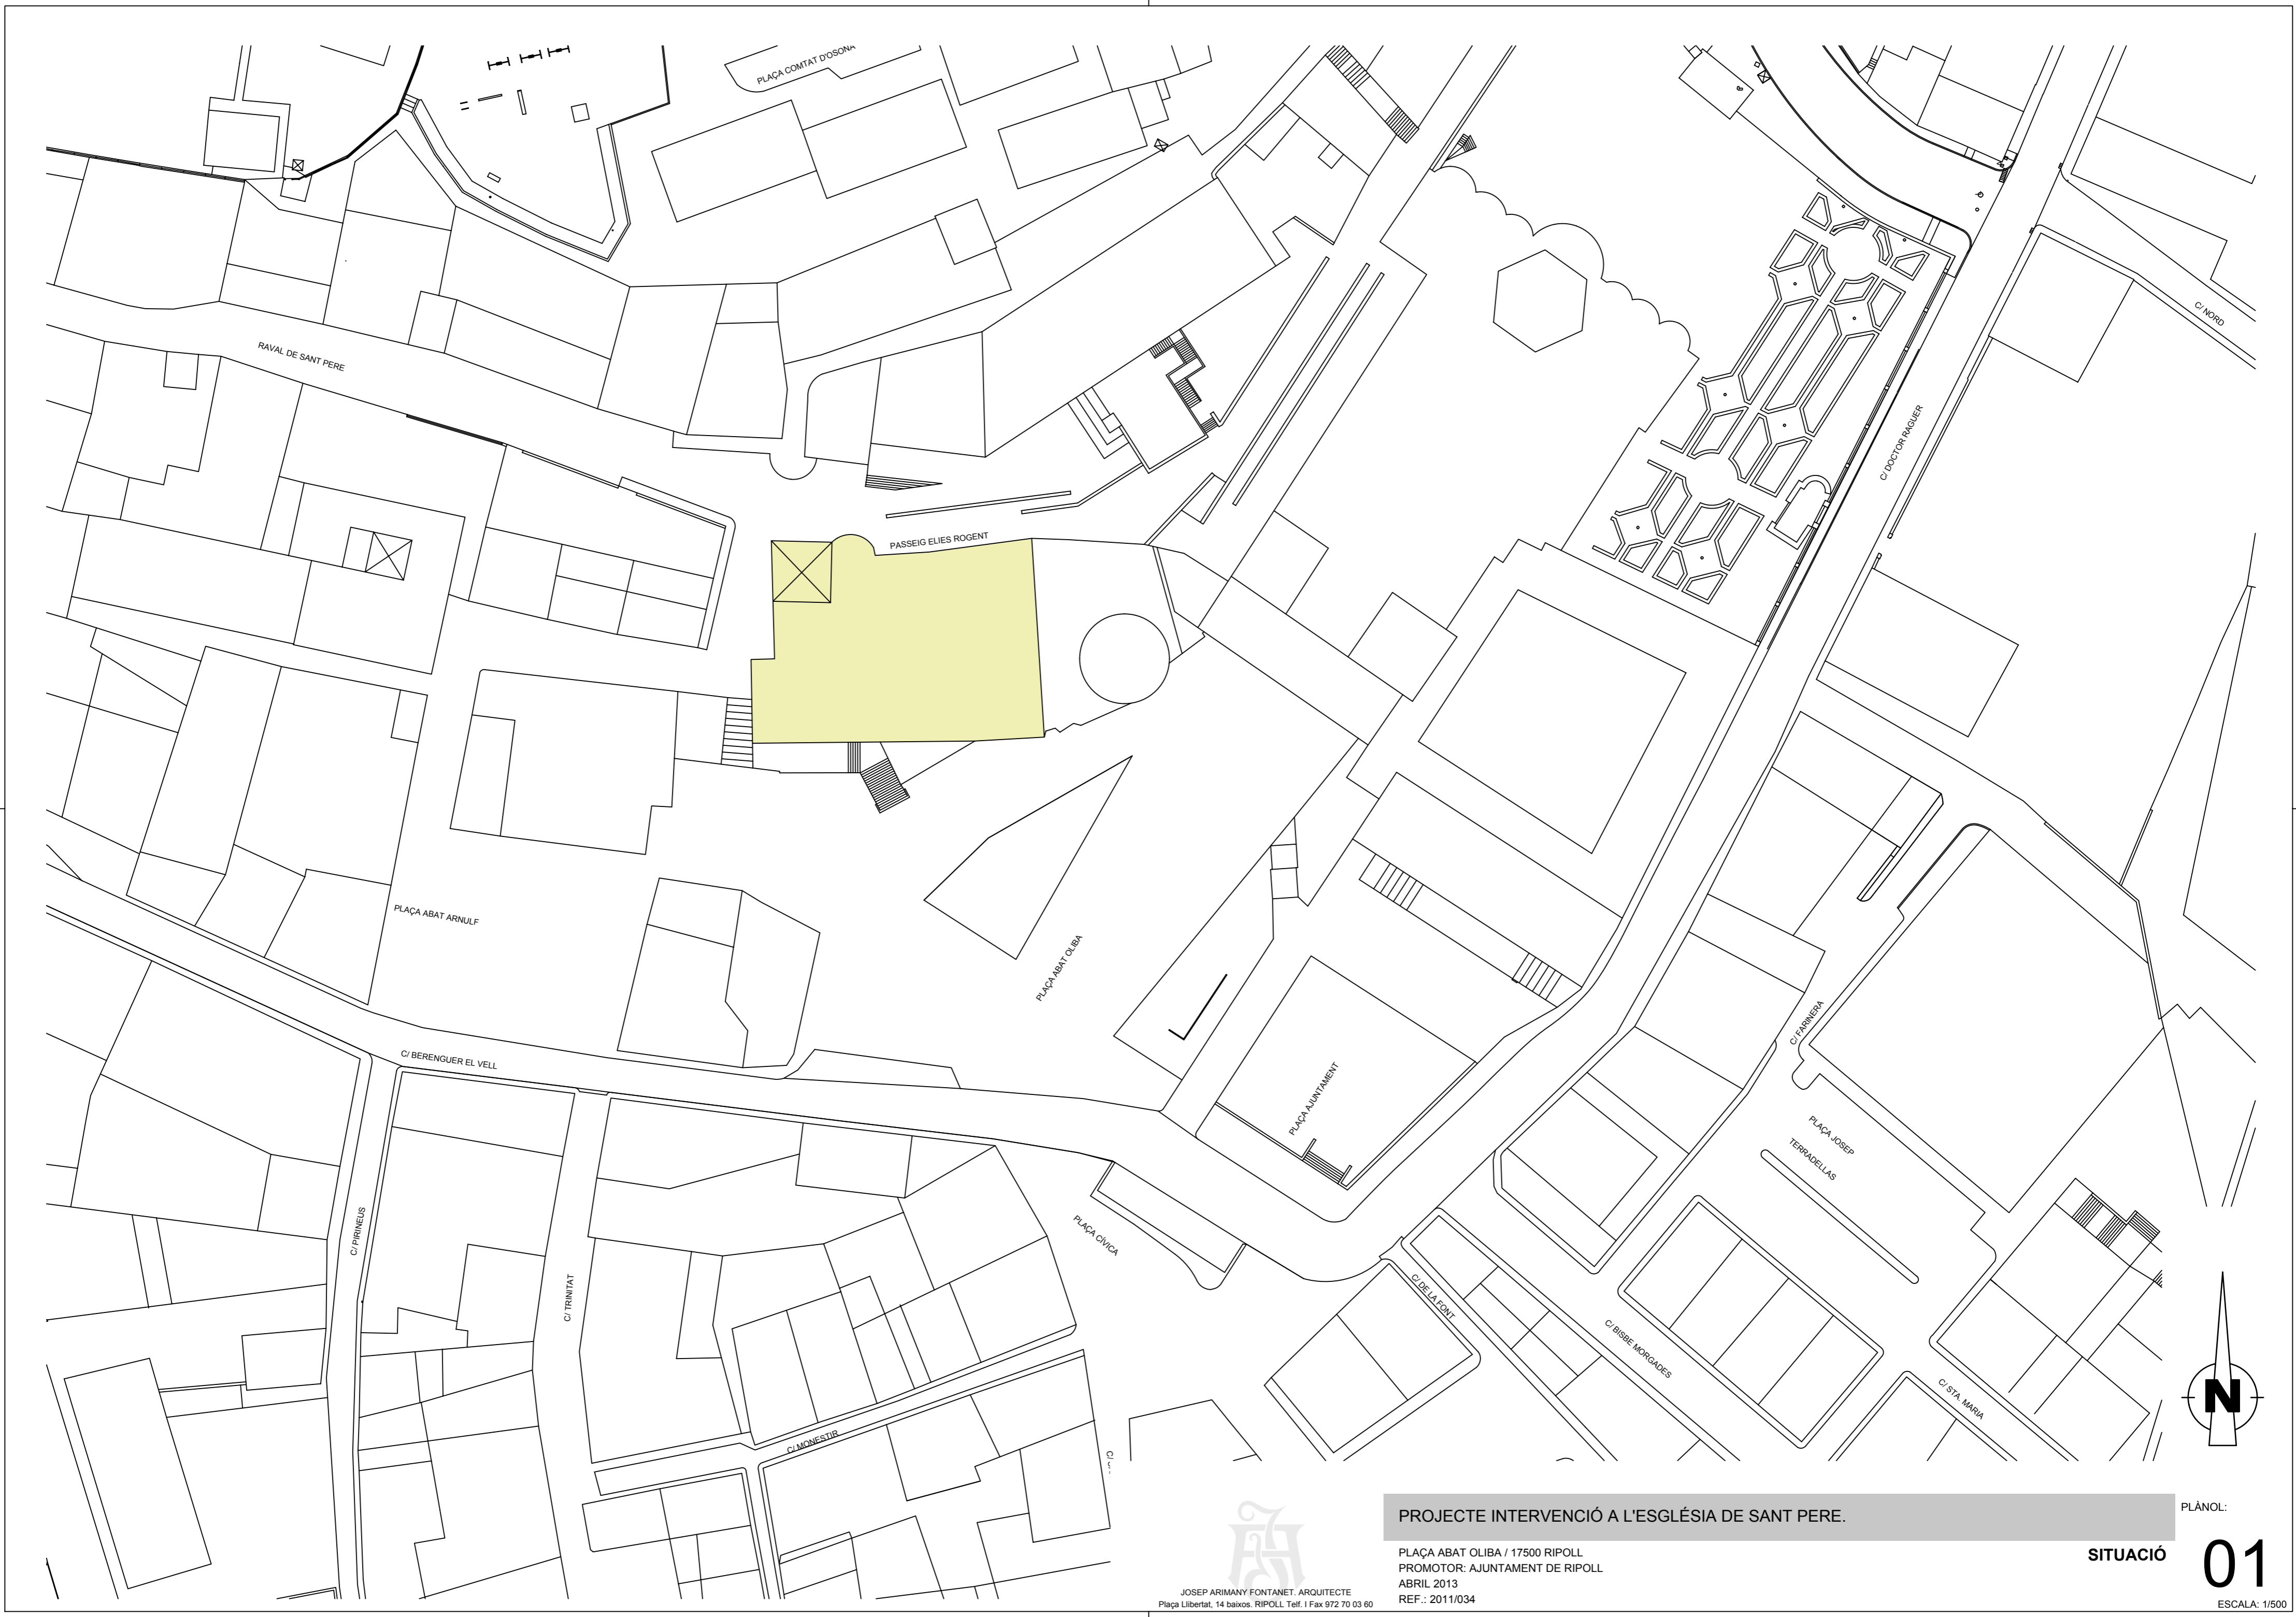 PLAÇA COMTAT D'OSONA
RAVAL DE SANT PERE
C/ NORD
C/ DOCTOR RAGUER
PASSEIG ELIES ROGENT
PLAÇA ABAT ARNULF
PLAÇA ABAT OLIBA
C/ BERENGUER EL VELL
PLAÇA AJUNTAMENT
C/ FARINERA
PLAÇA JOSEP
TERRADELLAS
C/ PIRINEUS
C/ TRINITAT
PLAÇA CÍVICA
C/ DE LA FONT
C/ BISBE MORGADES
C/ STA. MARIA
C/ MONESTIR
N
PROJECTE INTERVENCIÓ A L'ESGLÉSIA DE SANT PERE.
PLAÇA ABAT OLIBA / 17500 RIPOLL
PROMOTOR: AJUNTAMENT DE RIPOLL
ABRIL 2013
REF.: 2011/034
JOSEP ARIMANY FONTANET. ARQUITECTE
Plaça Llibertat, 14 baixos. RIPOLL Telf. I Fax 972 70 03 60
SITUACIÓ
PLÀNOL:
01
ESCALA: 1/500